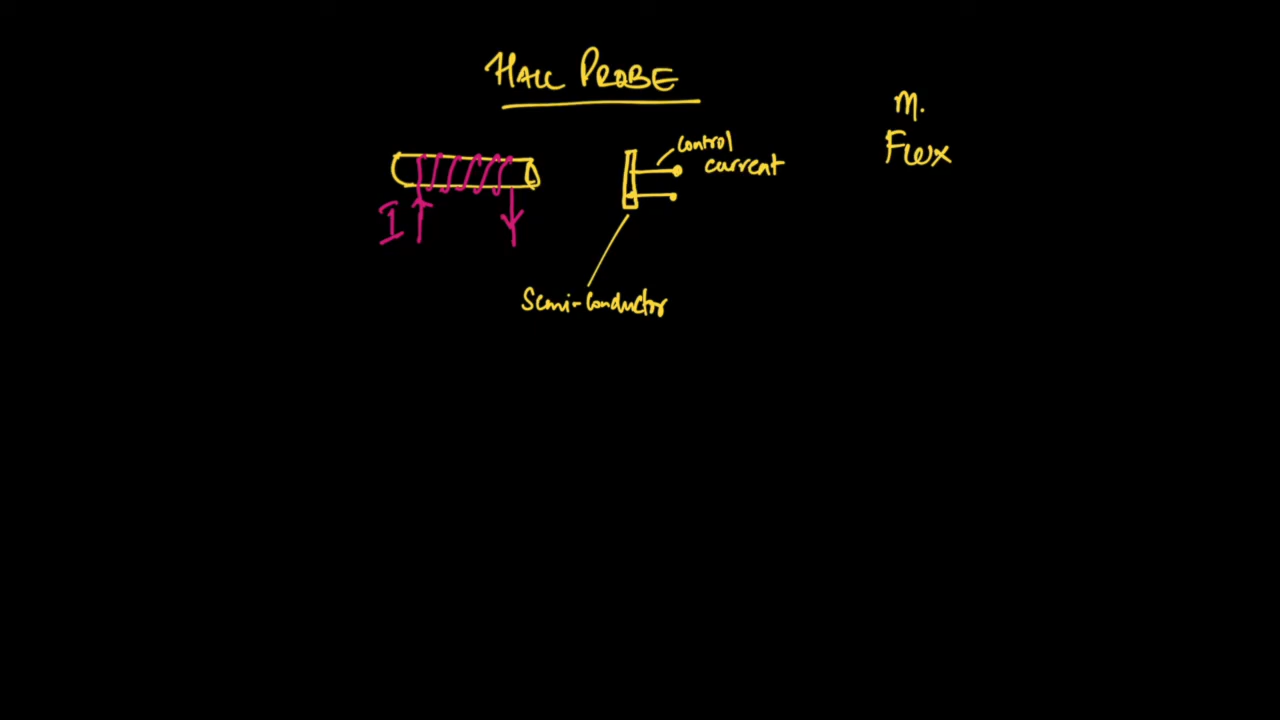 HALL PROBE
M.
Flux
control
current
I
Semi-conductor